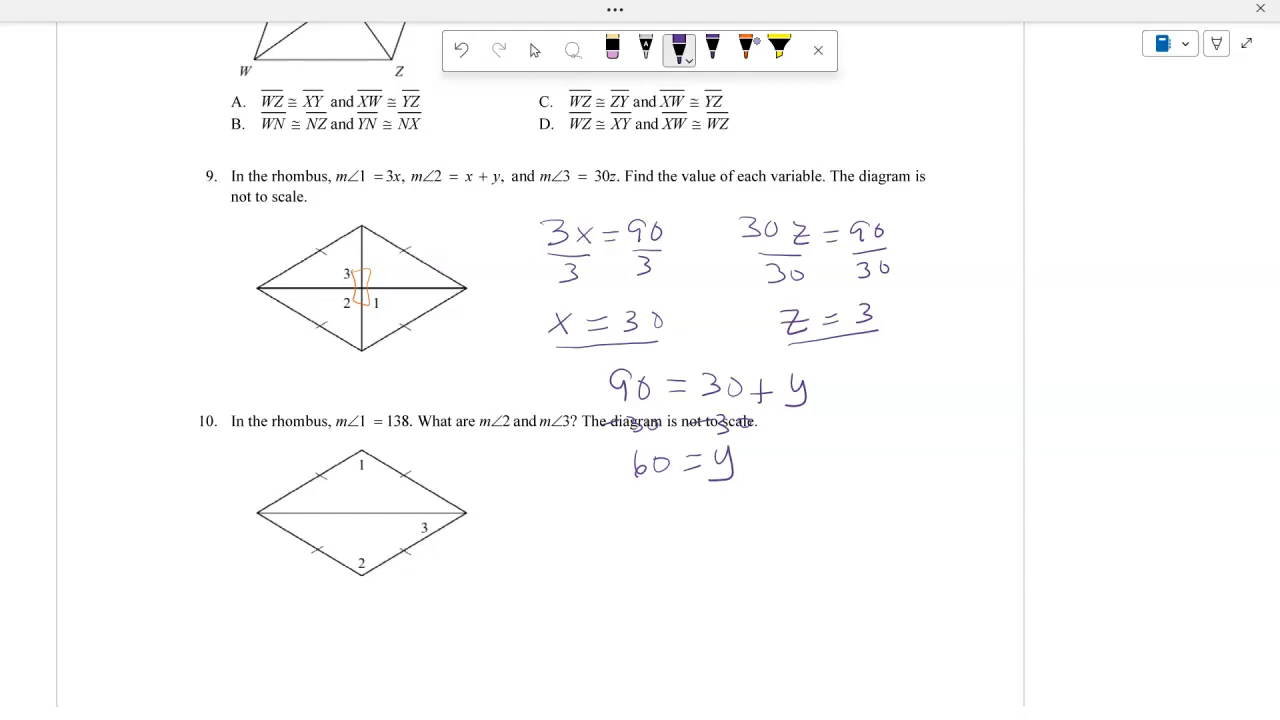 W Z
A. WZ ≅ XY and XW ≅ YZ C. WZ ≅ ZY and XW ≅ YZ
B. WN ≅ NZ and YN ≅ NX D. WZ ≅ XY and XW ≅ WZ
9. In the rhombus, m∠1 = 3x, m∠2 = x + y, and m∠3 = 30z. Find the value of each variable. The diagram is
not to scale.
3
2 1
3x = 90
3 3
x = 30
30 z = 90
30 30
z = 3
90 = 30 + y
-30 -30
60 = y
10. In the rhombus, m∠1 = 138. What are m∠2 and m∠3? The diagram is not to scale.
1
3
2